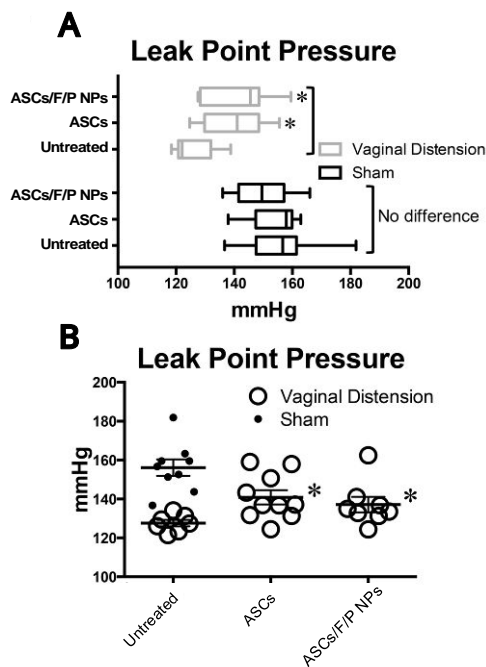 A
Leak Point Pressure
ASCs/F/P NPs
*
ASCs
*
Untreated
Vaginal Distension
Sham
ASCs/F/P NPs
ASCs
No difference
Untreated
100 120 140 160 180 200
mmHg
B
Leak Point Pressure
200
Vaginal Distension
Sham
180
160
mmHg
140
*
*
120
100
Untreated
ASCs
ASCs/F/P NPs